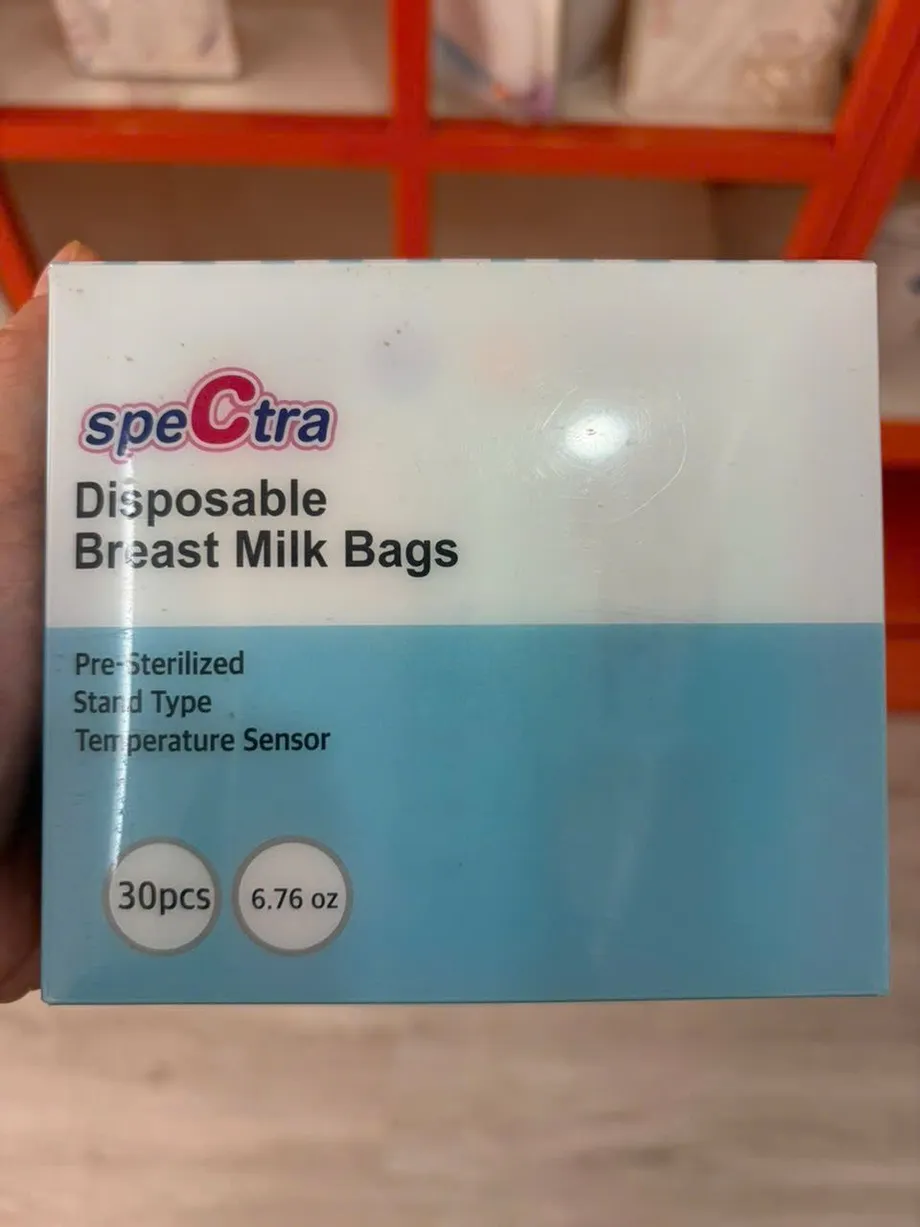 speCtra
Disposable
Breast Milk Bags
Pre-Sterilized
Stand Type
Temperature Sensor
30pcs
6.76 oz